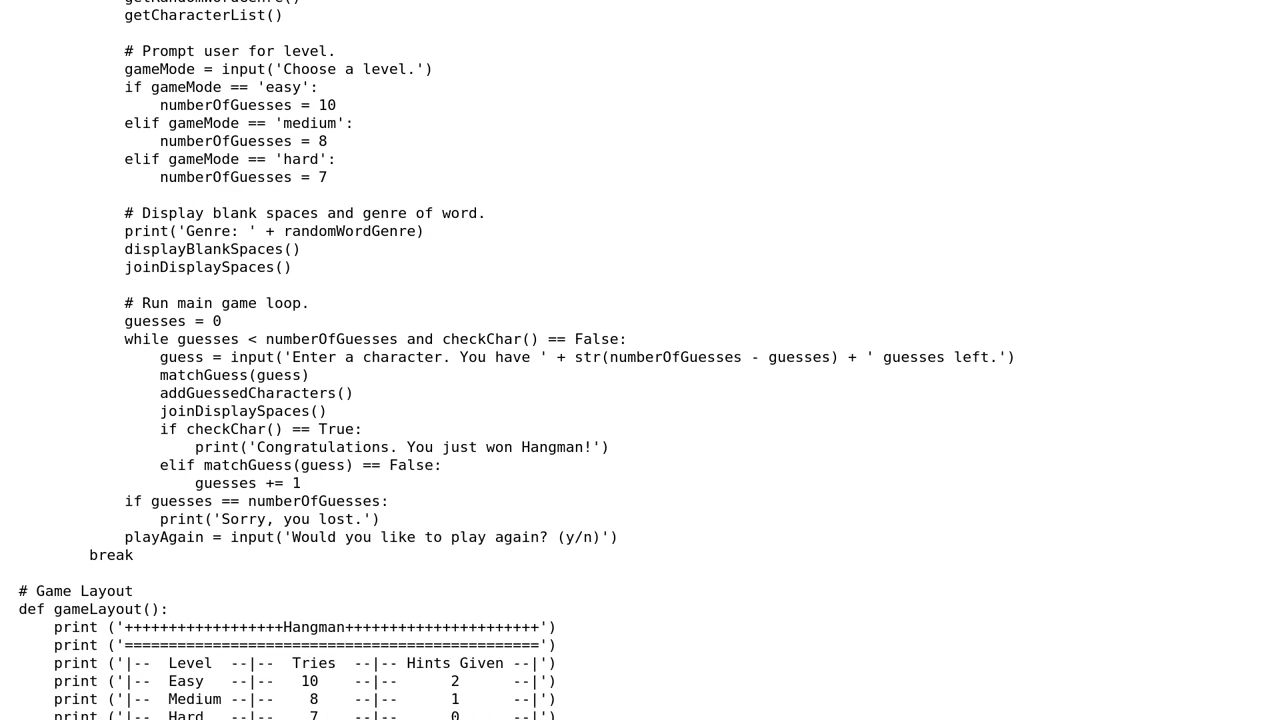 getRandomWordGenre()
getCharacterList()
# Prompt user for level.
gameMode = input('Choose a level.')
if gameMode == 'easy':
numberOfGuesses = 10
elif gameMode == 'medium':
numberOfGuesses = 8
elif gameMode == 'hard':
numberOfGuesses = 7
# Display blank spaces and genre of word.
print('Genre: ' + randomWordGenre)
displayBlankSpaces()
joinDisplaySpaces()
# Run main game loop.
guesses = 0
while guesses < numberOfGuesses and checkChar() == False:
guess = input('Enter a character. You have ' + str(numberOfGuesses - guesses) + ' guesses left.')
matchGuess(guess)
addGuessedCharacters()
joinDisplaySpaces()
if checkChar() == True:
print('Congratulations. You just won Hangman!')
elif matchGuess(guess) == False:
guesses += 1
if guesses == numberOfGuesses:
print('Sorry, you lost.')
playAgain = input('Would you like to play again? (y/n)')
break
# Game Layout
def gameLayout():
print ('++++++++++++++++++Hangman++++++++++++++++++++++')
print ('===============================================')
print ('|--  Level  --|--  Tries  --|-- Hints Given --|')
print ('|--  Easy   --|--   10    --|--      2      --|')
print ('|--  Medium --|--    8    --|--      1      --|')
print ('|--  Hard   --|--    7    --|--      0      --|')